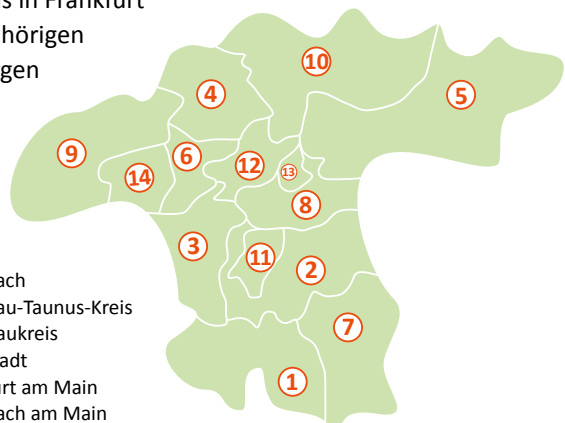 s in Frankfurt
hörigen
gen
10
4
5
9
6
12
14
13
8
3
11
2
7
1
ach
au-Taunus-Kreis
aukreis
adt
urt am Main
ach am Main